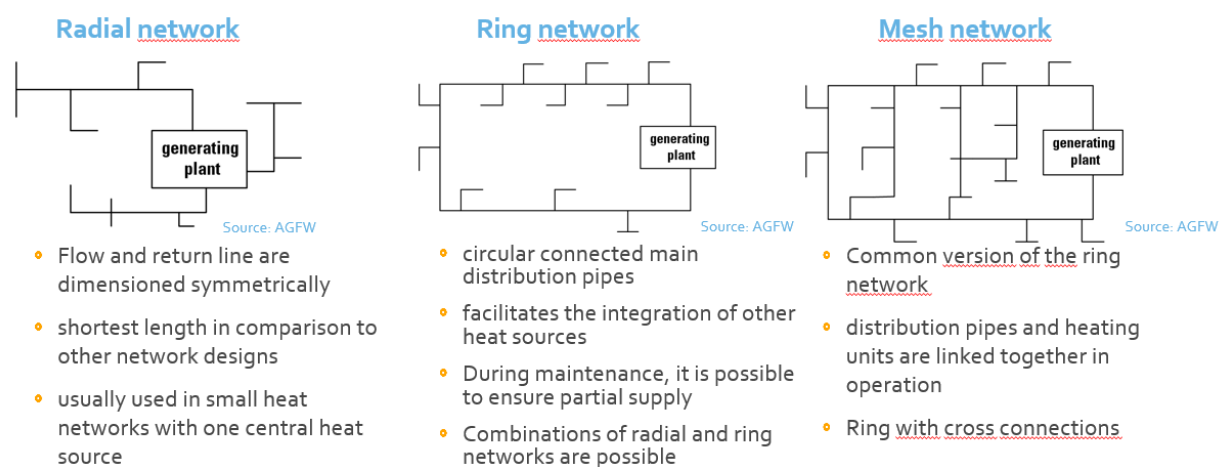 Radial network
generating
plant
Source: AGFW
Flow and return line are
dimensioned symmetrically
shortest length in comparison to
other network designs
usually used in small heat
networks with one central heat
source
Ring network
generating
plant
Source: AGFW
circular connected main
distribution pipes
facilitates the integration of other
heat sources
During maintenance, it is possible
to ensure partial supply
Combinations of radial and ring
networks are possible
Mesh network
generating
plant
Source: AGFW
Common version of the ring
network
distribution pipes and heating
units are linked together in
operation
Ring with cross connections